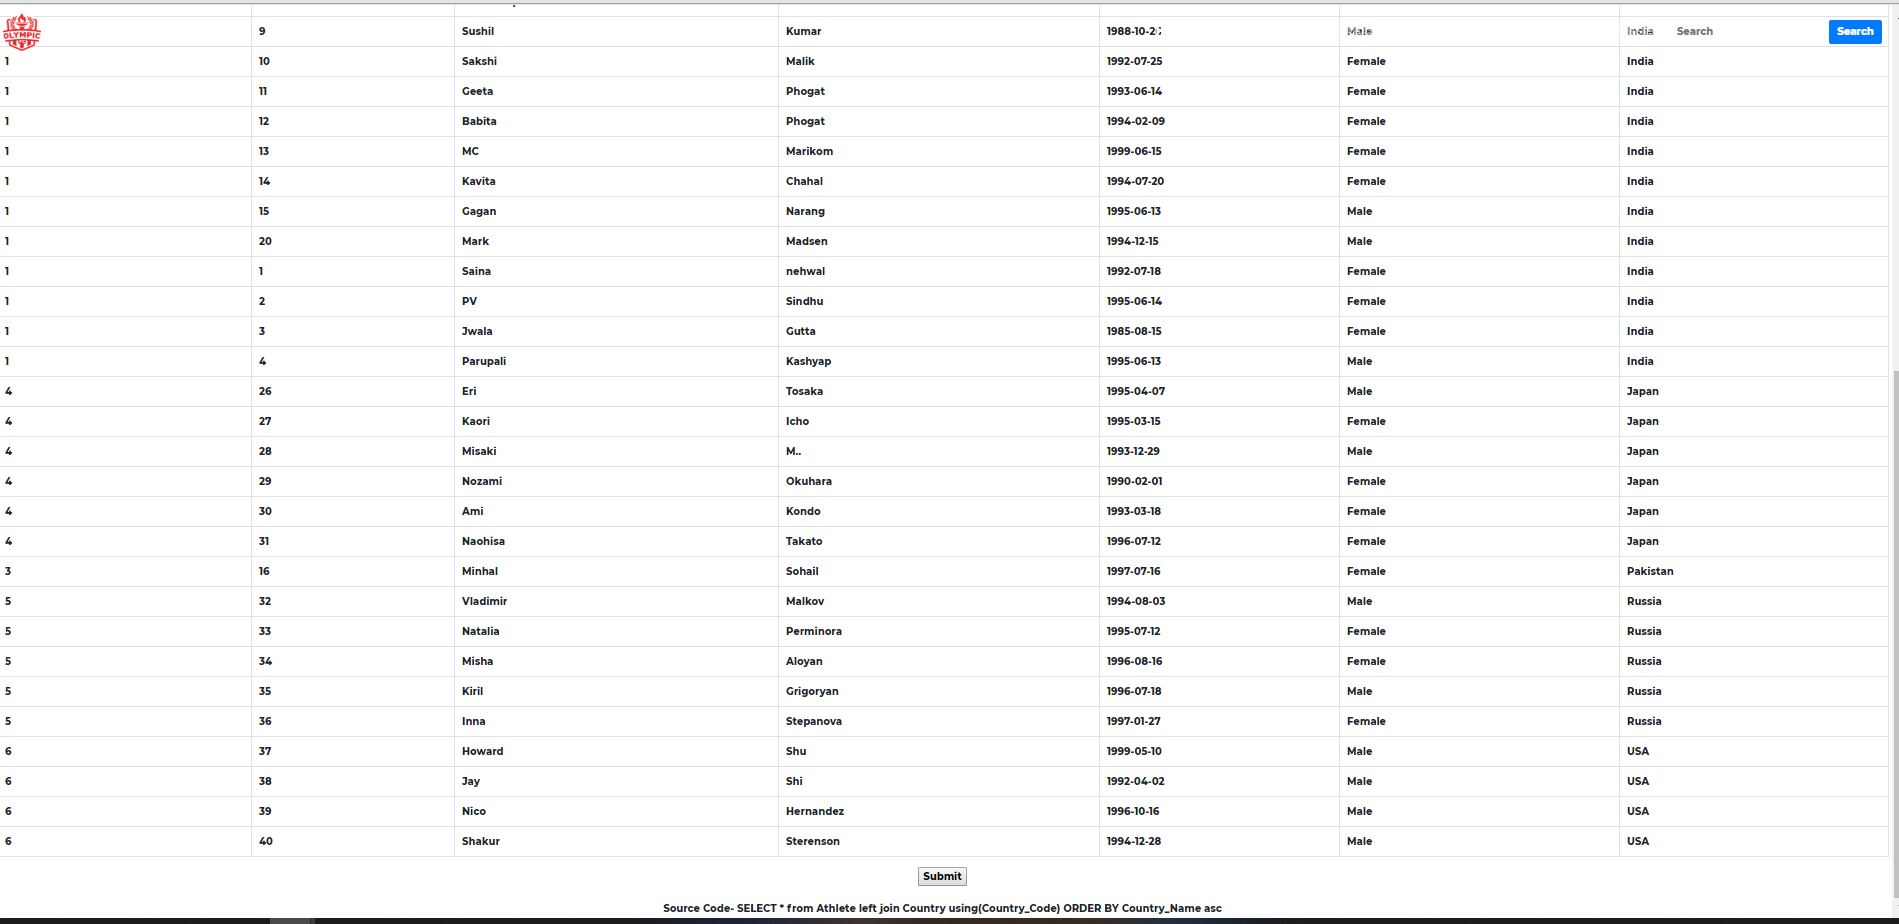 OLYMPIC
9 Sushil Kumar Male India Search Search
1 10 Sakshi Malik 1992-07-25 Female India
1 11 Geeta Phogat 1993-06-14 Female India
1 12 Babita Phogat 1994-02-09 Female India
1 13 MC Marikom 1999-06-15 Female India
1 14 Kavita Chahal 1994-07-20 Female India
1 15 Gagan Narang 1995-06-13 Male India
1 20 Mark Madsen 1994-12-15 Male India
1 1 Saina nehwal 1992-07-18 Female India
1 2 PV Sindhu 1995-06-14 Female India
1 3 Jwala Gutta 1985-08-15 Female India
1 4 Parupali Kashyap 1995-06-13 Male India
4 26 Eri Tosaka 1995-04-07 Male Japan
4 27 Kaori Icho 1995-03-15 Female Japan
4 28 Misaki M.. 1993-12-29 Male Japan
4 29 Nozami Okuhara 1990-02-01 Female Japan
4 30 Ami Kondo 1993-03-18 Female Japan
4 31 Naohisa Takato 1996-07-12 Female Japan
3 16 Minhal Sohail 1997-07-16 Female Pakistan
5 32 Vladimir Malkov 1994-08-03 Male Russia
5 33 Natalia Perminora 1995-07-12 Female Russia
5 34 Misha Aloyan 1996-08-16 Female Russia
5 35 Kiril Grigoryan 1996-07-18 Male Russia
5 36 Inna Stepanova 1997-01-27 Female Russia
6 37 Howard Shu 1999-05-10 Male USA
6 38 Jay Shi 1992-04-02 Male USA
6 39 Nico Hernandez 1996-10-16 Male USA
6 40 Shakur Sterenson 1994-12-28 Male USA
Submit
Source Code- SELECT * from Athlete left join Country using(Country_Code) ORDER BY Country_Name asc